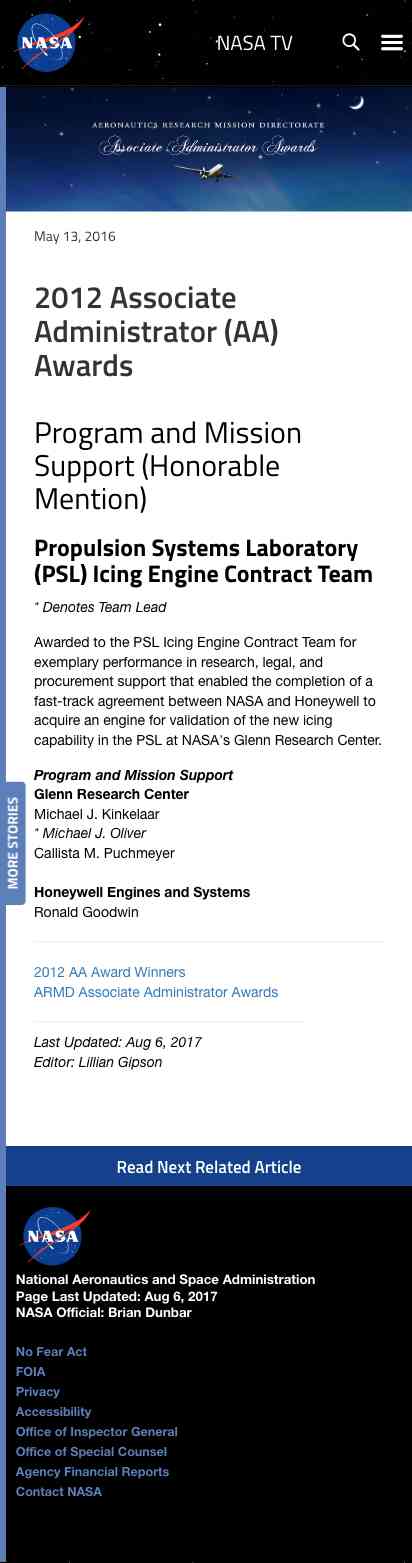 NASA
NASA TV
AERONAUTICS RESEARCH MISSION DIRECTORATE
Associate Administrator Awards
May 13, 2016
2012 Associate
Administrator (AA)
Awards
Program and Mission
Support (Honorable
Mention)
Propulsion Systems Laboratory
(PSL) Icing Engine Contract Team
* Denotes Team Lead
Awarded to the PSL Icing Engine Contract Team for
exemplary performance in research, legal, and
procurement support that enabled the completion of a
fast-track agreement between NASA and Honeywell to
acquire an engine for validation of the new icing
capability in the PSL at NASA's Glenn Research Center.
Program and Mission Support
Glenn Research Center
Michael J. Kinkelaar
* Michael J. Oliver
Callista M. Puchmeyer
MORE STORIES
Honeywell Engines and Systems
Ronald Goodwin
2012 AA Award Winners
ARMD Associate Administrator Awards
Last Updated: Aug 6, 2017
Editor: Lillian Gipson
Read Next Related Article
NASA
National Aeronautics and Space Administration
Page Last Updated: Aug 6, 2017
NASA Official: Brian Dunbar
No Fear Act
FOIA
Privacy
Accessibility
Office of Inspector General
Office of Special Counsel
Agency Financial Reports
Contact NASA